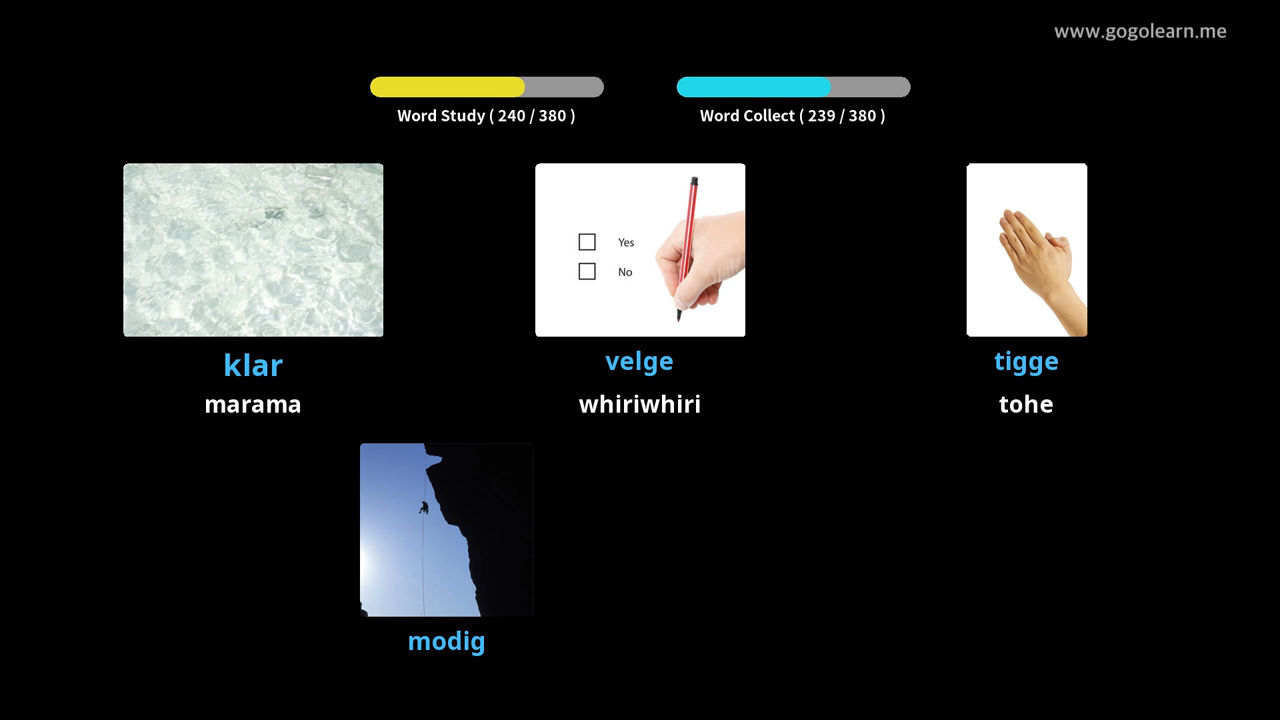 www.gogolearn.me
Word Study ( 240 / 380 )
Word Collect ( 239 / 380 )
Yes
No
klar
velge
tigge
marama
whiriwhiri
tohe
modig